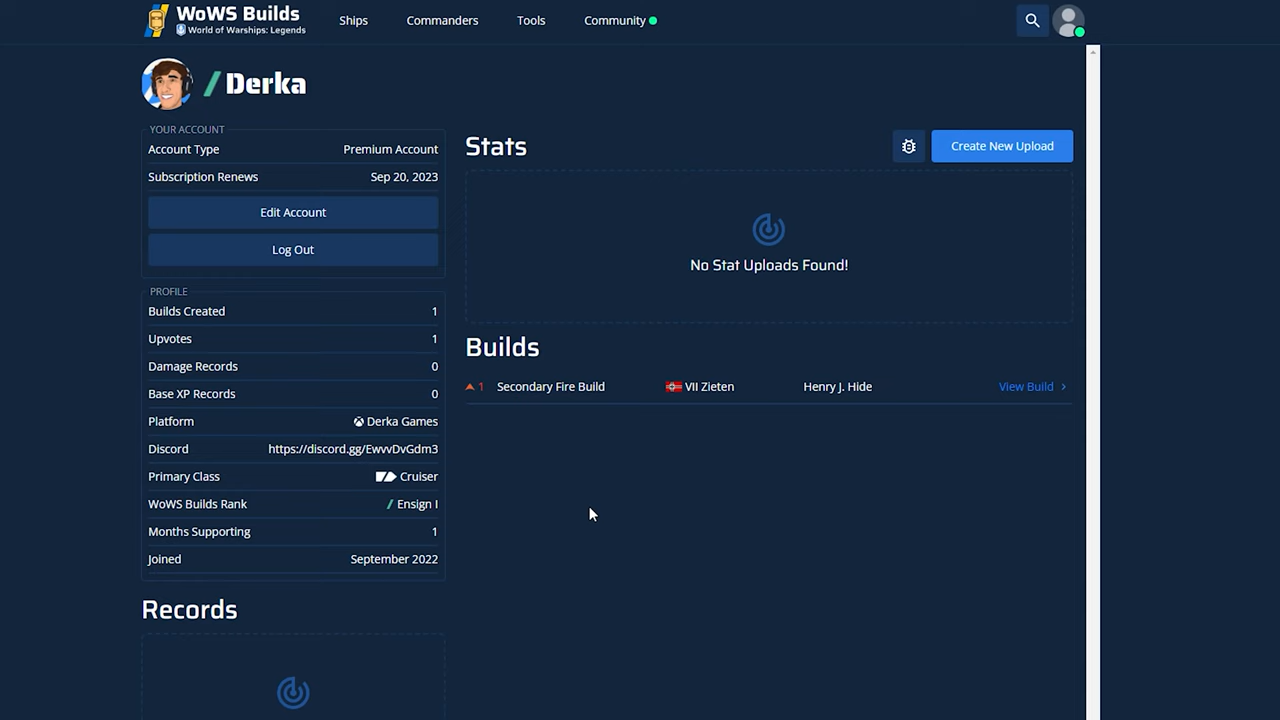 WoWS Builds
World of Warships: Legends
Ships
Commanders
Tools
Community
Derka
YOUR ACCOUNT
Account Type Premium Account
Subscription Renews Sep 20, 2023
Edit Account
Log Out
PROFILE
Builds Created 1
Upvotes 1
Damage Records 0
Base XP Records 0
Platform Derka Games
Discord https://discord.gg/EwvvDvGdm3
Primary Class Cruiser
WoWS Builds Rank Ensign I
Months Supporting 1
Joined September 2022
Records
Stats
Create New Upload
No Stat Uploads Found!
Builds
1 Secondary Fire Build VII Zieten Henry J. Hide View Build